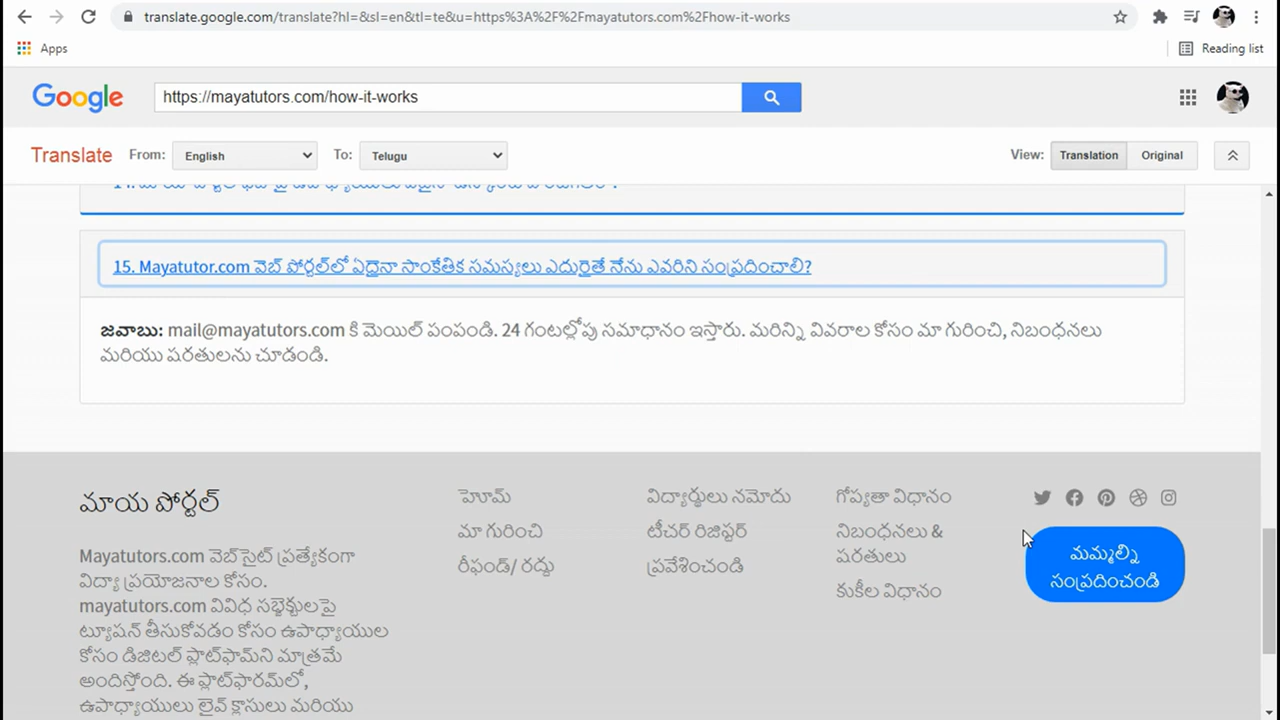 translate.google.com/translate?hl=&sl=en&tl=te&u=https%3A%2F%2Fmayatutors.com%2Fhow-it-works
Apps
Reading list
Google
https://mayatutors.com/how-it-works
Translate
From:
English
To:
Telugu
View:
Translation
Original
15. Mayatutor.com వెబ్ పోర్టల్‌లో ఏదైనా సాంకేతిక సమస్యలు ఎదురైతే నేను ఎవరిని సంప్రదించాలి?
జవాబు: mail@mayatutors.com కి మెయిల్ పంపండి. 24 గంటల్లోపు సమాధానం ఇస్తారు. మరిన్ని వివరాల కోసం మా గురించి, నిబంధనలు
మరియు షరతులను చూడండి.
మాయ పోర్టల్
Mayatutors.com వెబ్‌సైట్ ప్రత్యేకంగా
విద్యా ప్రయోజనాల కోసం.
mayatutors.com వివిధ సబ్జెక్టులపై
ట్యూషన్ తీసుకోవడం కోసం ఉపాధ్యాయుల
కోసం డిజిటల్ ప్లాట్‌ఫామ్‌ని మాత్రమే
అందిస్తోంది. ఈ ప్లాట్‌ఫారమ్‌లో,
ఉపాధ్యాయులు లైవ్ క్లాసులు మరియు
హెూమ్
మా గురించి
రీఫండ్/ రద్దు
విద్యార్థులు నమోదు
టీచర్ రిజిస్టర్
ప్రవేశించండి
గోప్యతా విధానం
నిబంధనలు &
షరతులు
కుకీల విధానం
మమ్మల్ని
సంప్రదించండి